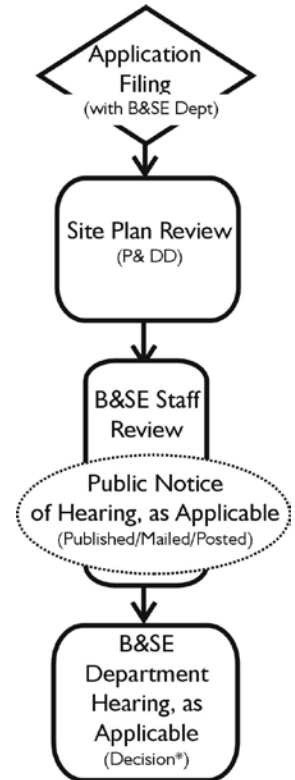 Application
Filing
(with B&SE Dept)
Site Plan Review
(P& DD)
B&SE Staff
Review
Public Notice
of Hearing, as Applicable
(Published/Mailed/Posted)
B&SE
Department
Hearing, as
Applicable
(Decision*)